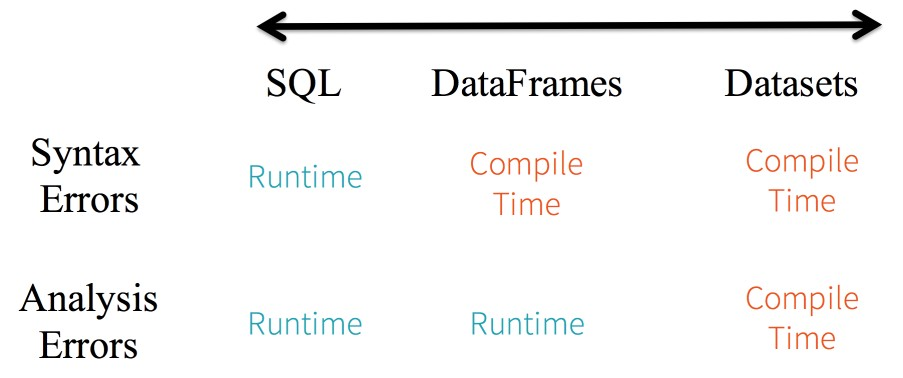 SQL DataFrames Datasets
Syntax Errors Runtime Compile Time Compile Time
Analysis Errors Runtime Runtime Compile Time